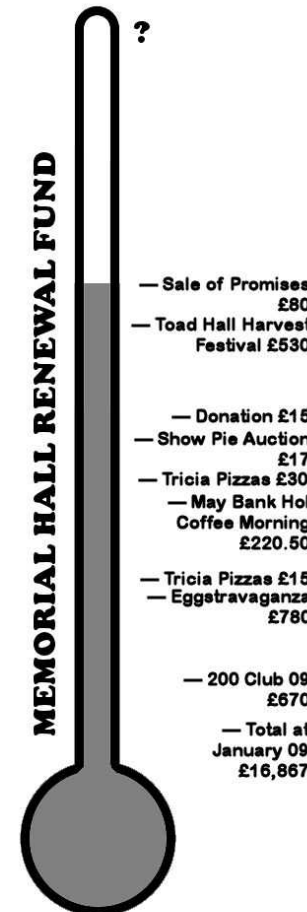 ?
MEMORIAL HALL RENEWAL FUND
— Sale of Promises
£80
— Toad Hall Harvest
Festival £530
— Donation £15
— Show Pie Auction
£17
— Tricia Pizzas £30
— May Bank Hol
Coffee Morning
£220.50
— Tricia Pizzas £15
— Eggstravaganza
£780
— 200 Club 09
£670
— Total at
January 09
£16,867